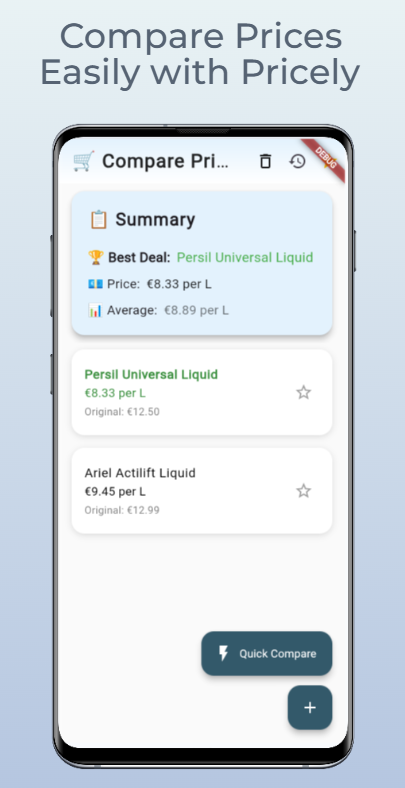 Compare Prices
Easily with Pricely
Compare Pri...
DEBUG
Summary
Best Deal: Persil Universal Liquid
Price: €8.33 per L
Average: €8.89 per L
Persil Universal Liquid
€8.33 per L
Original: €12.50
Ariel Actilift Liquid
€9.45 per L
Original: €12.99
Quick Compare
+